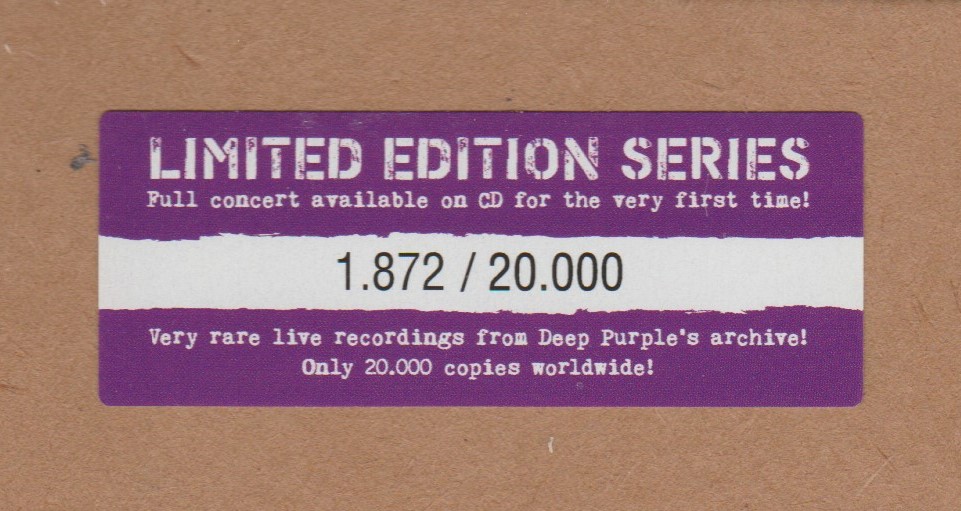 LIMITED EDITION SERIES
Full concert available on CD for the very first time!
1.872 / 20.000
Very rare live recordings from Deep Purple's archive!
Only 20.000 copies worldwide!